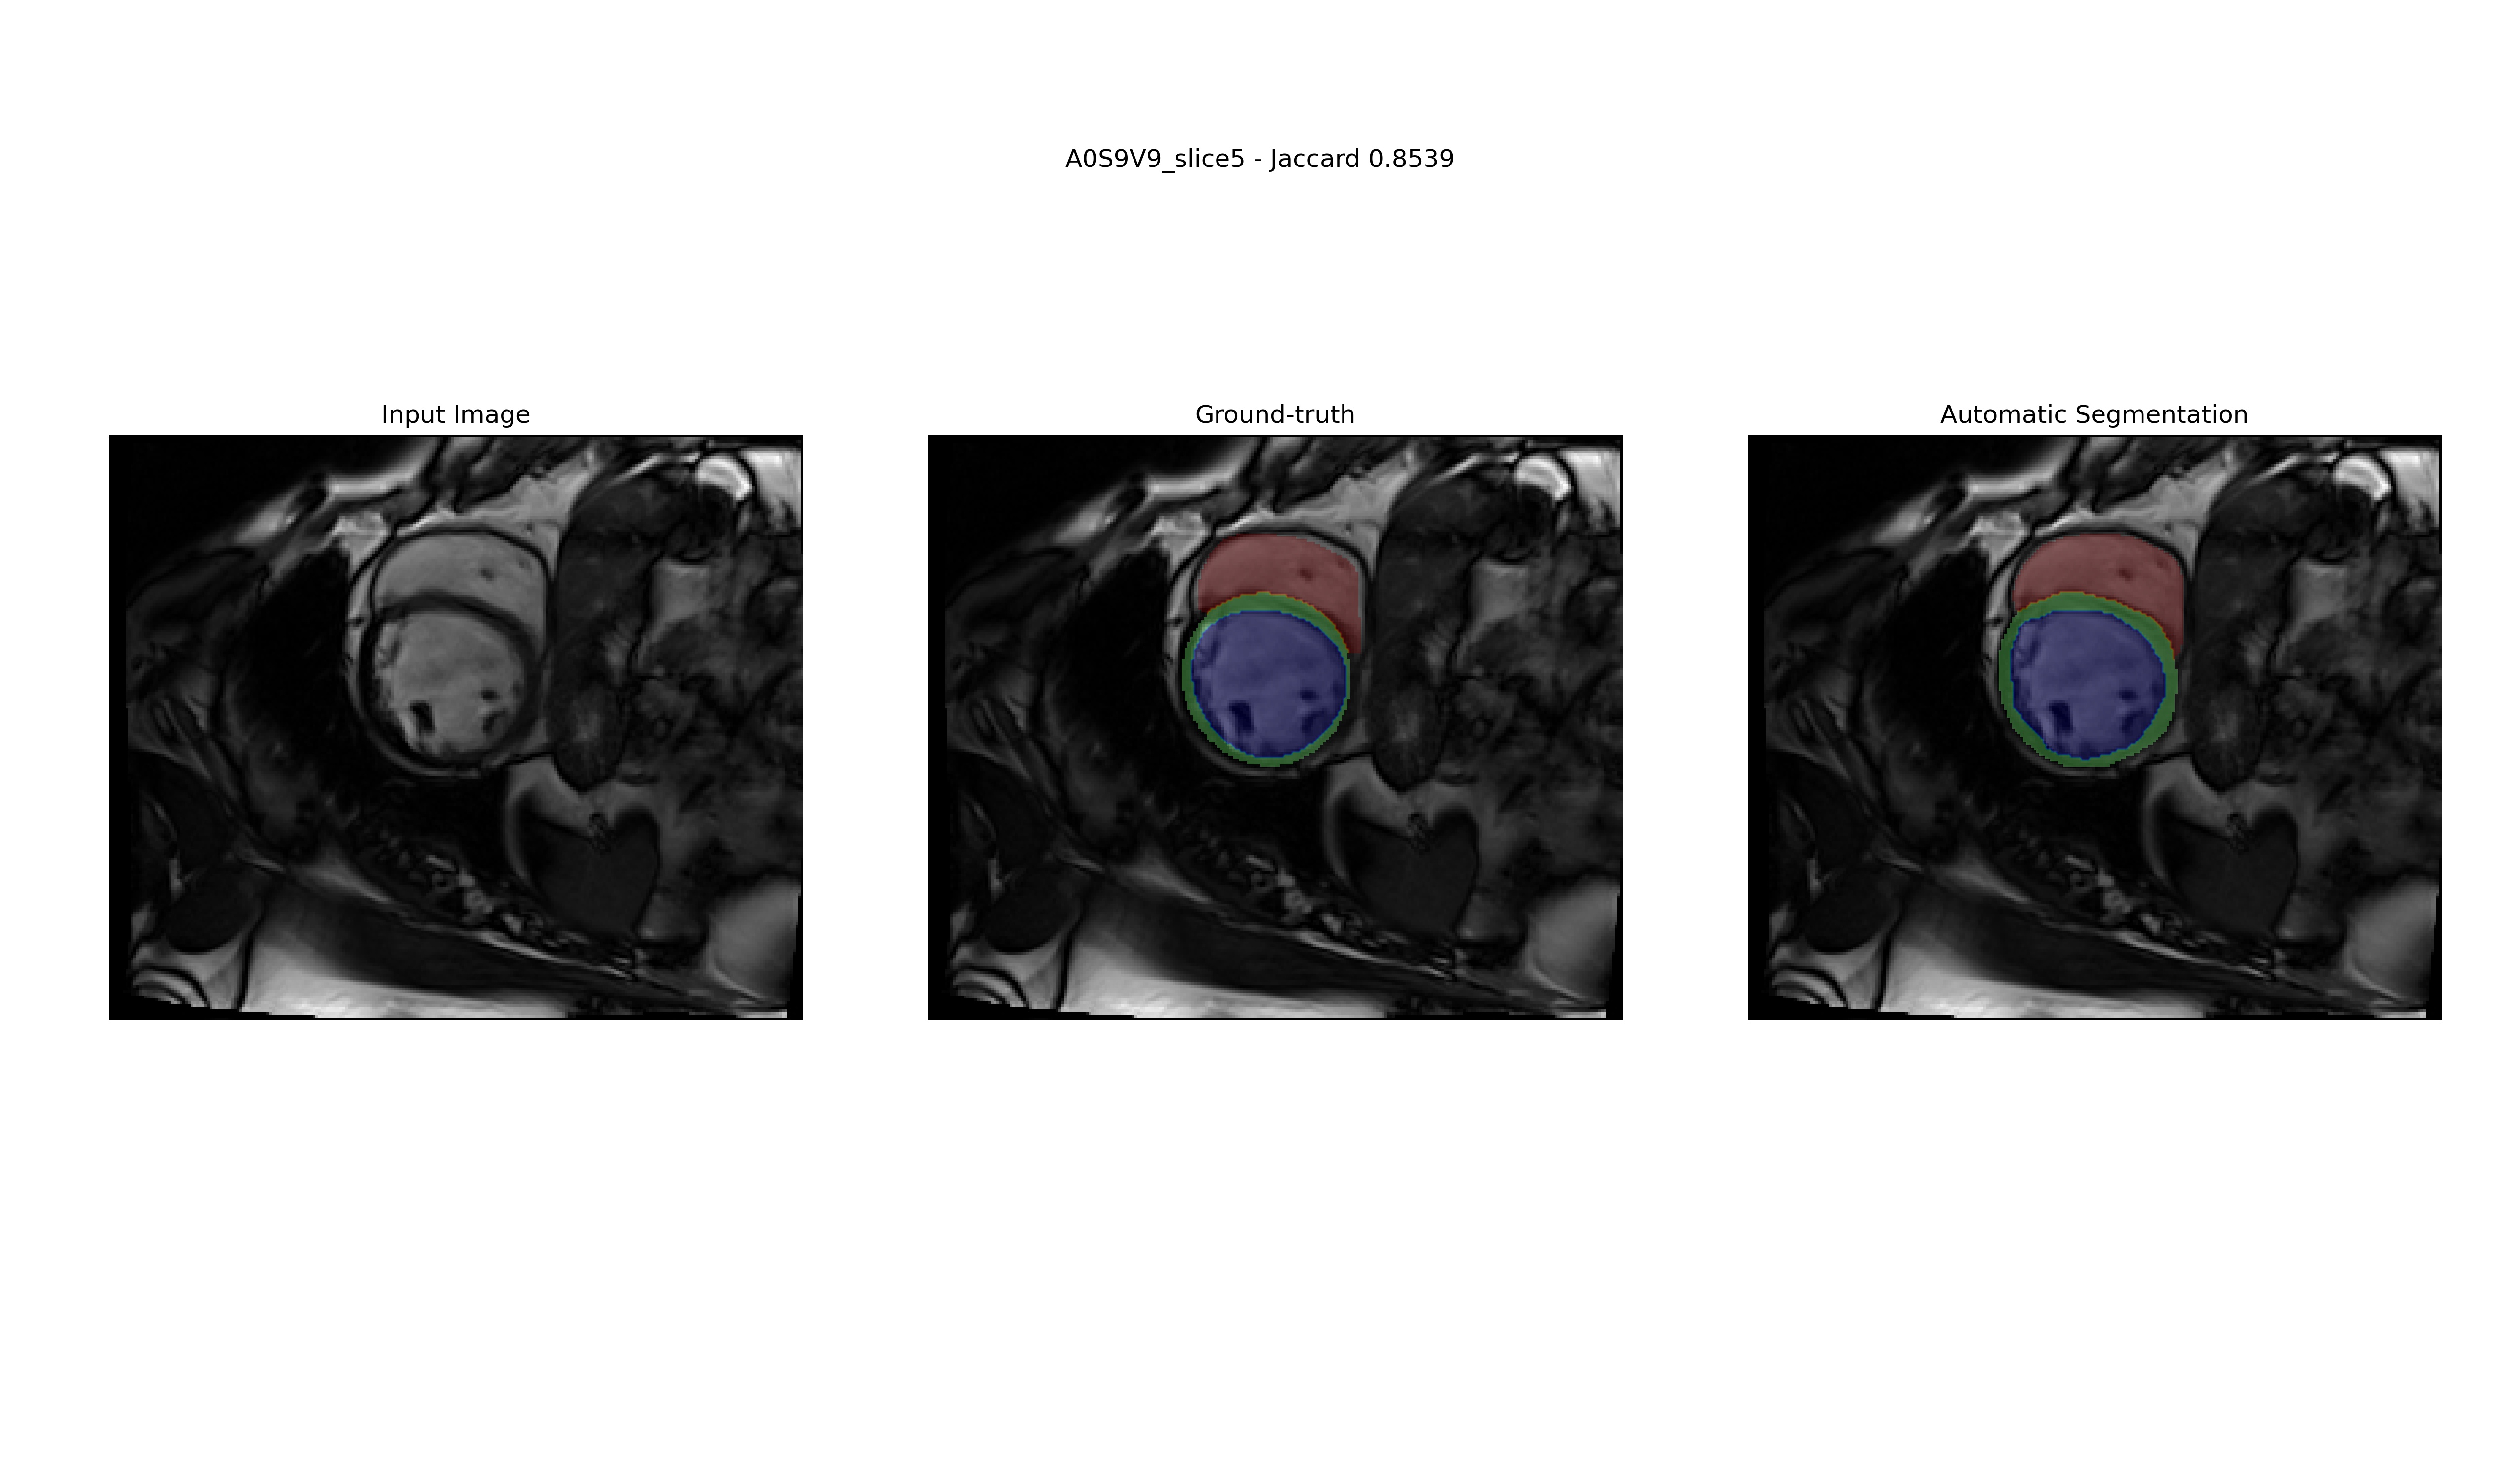 A0S9V9_slice5 - Jaccard 0.8539
Input Image
Ground-truth
Automatic Segmentation